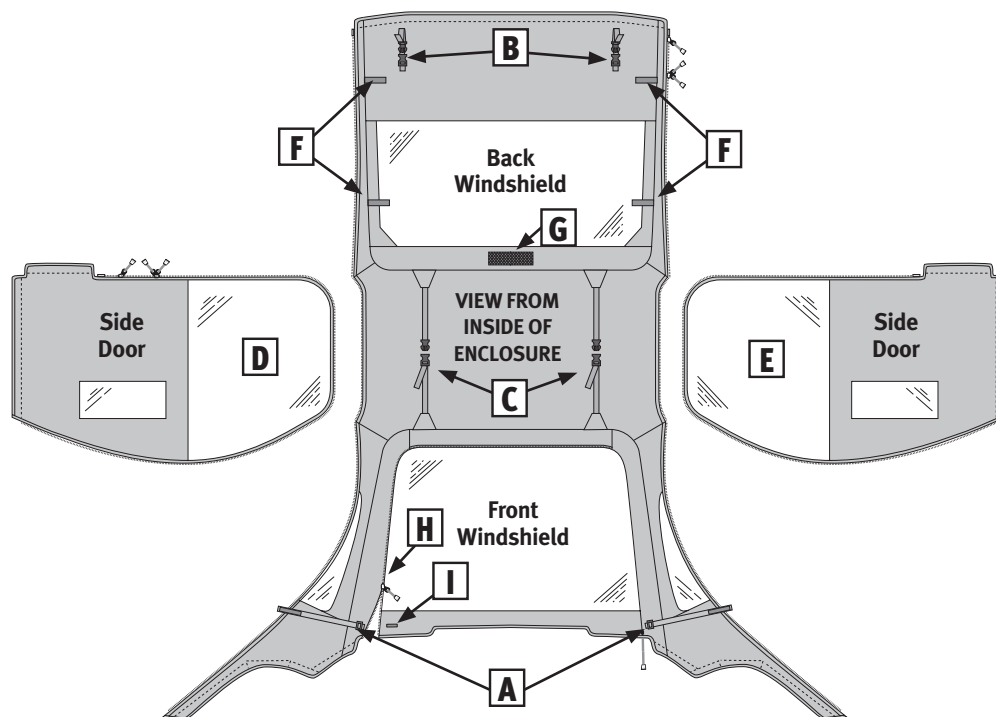 B
F
F
Back
Windshield
G
Side
Door
D
VIEW FROM
INSIDE OF
ENCLOSURE
C
E
Side
Door
Front
Windshield
H
I
A